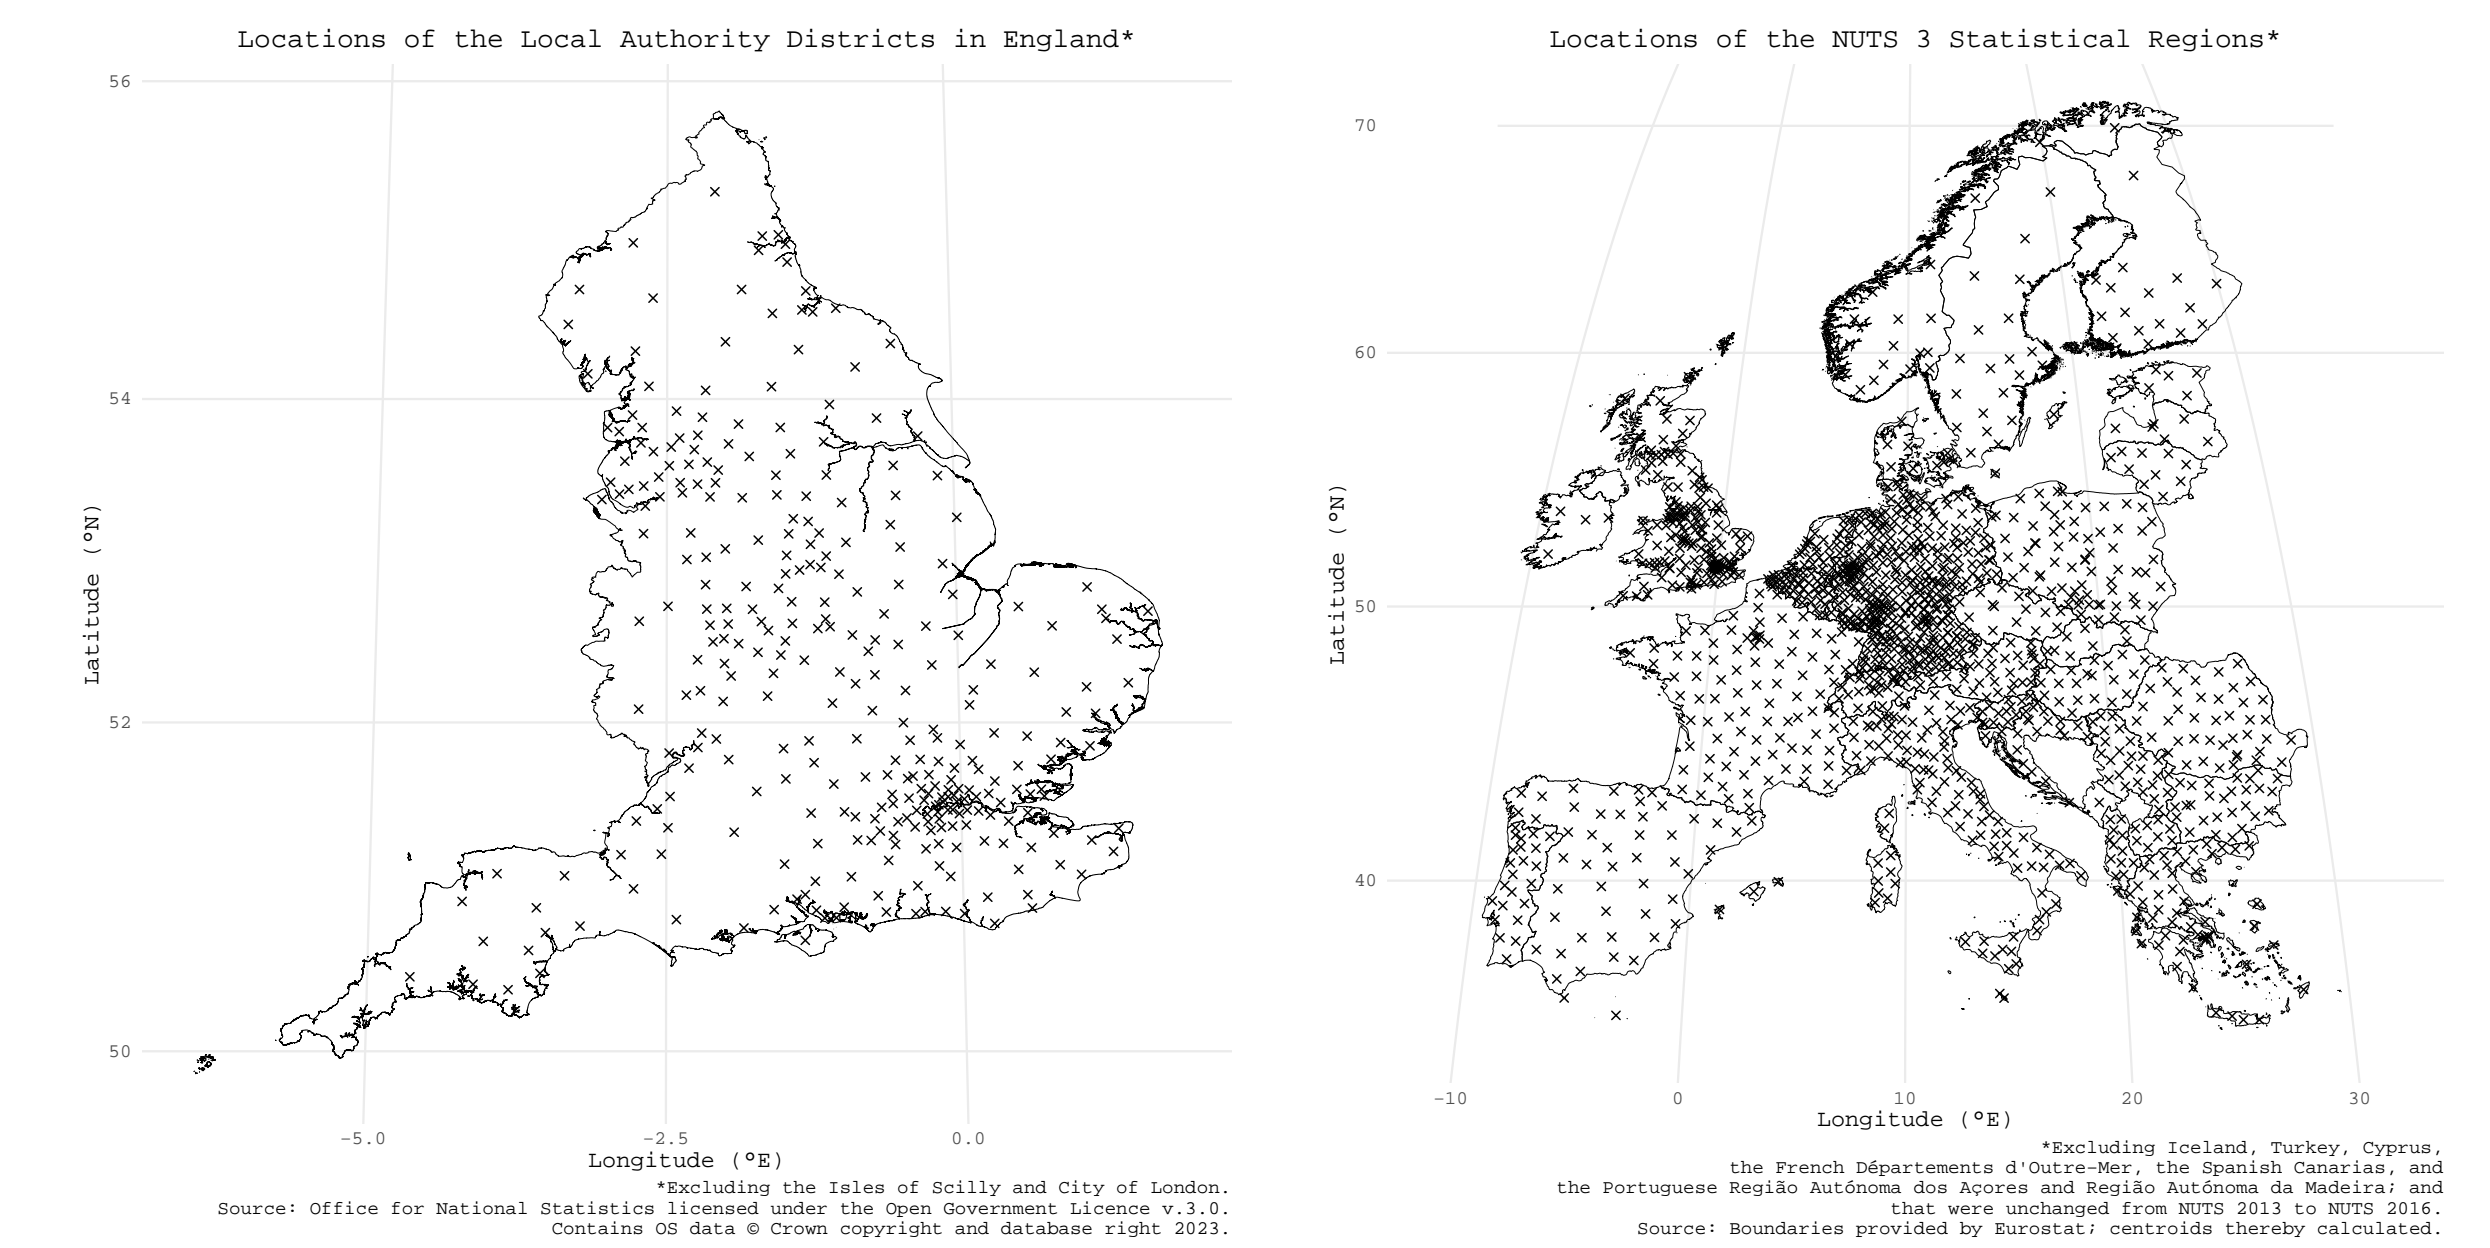 Locations of the Local Authority Districts in England*
56
54
52
50
Latitude (ºN)
-5.0
-2.5
0.0
Longitude (ºE)
*Excluding the Isles of Scilly and City of London.
Source: Office for National Statistics licensed under the Open Government Licence v.3.0.
Contains OS data © Crown copyright and database right 2023.
Locations of the NUTS 3 Statistical Regions*
70
60
50
40
Latitude (ºN)
-10
0
10
20
30
Longitude (ºE)
*Excluding Iceland, Turkey, Cyprus,
the French Départements d'Outre-Mer, the Spanish Canarias, and
the Portuguese Região Autónoma dos Açores and Região Autónoma da Madeira; and
that were unchanged from NUTS 2013 to NUTS 2016.
Source: Boundaries provided by Eurostat; centroids thereby calculated.